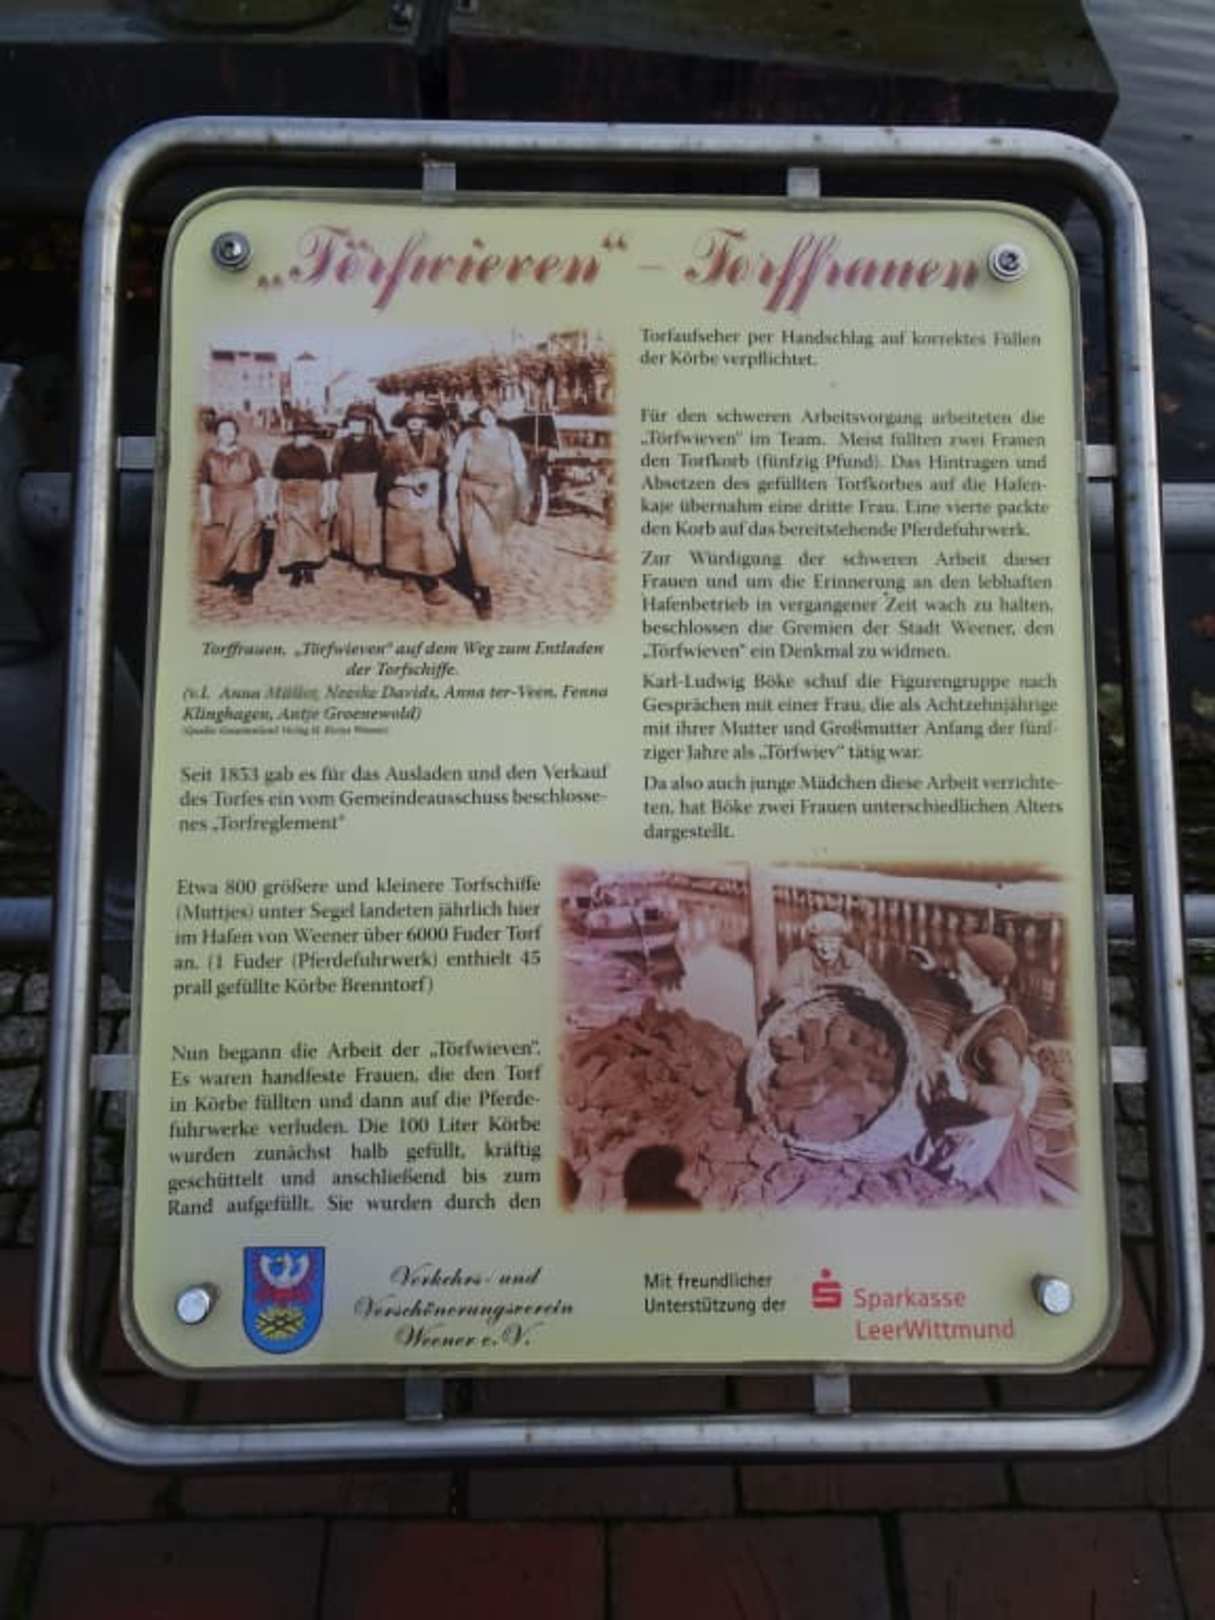 „Törfwieven“ – Torffrauen
Torffrauen, „Törfwieven“ auf dem Weg zum Entladen
der Torfschiffe.
(v.l. Anna Müller, Neeske Davids, Anna ter-Veen, Fenna
Klinghagen, Antje Groenewold)
Seit 1853 gab es für das Ausladen und den Verkauf
des Torfes ein vom Gemeindeausschuss beschlosse-
nes „Torfreglement“
Etwa 800 größere und kleinere Torfschiffe
(Muttjes) unter Segel landeten jährlich hier
im Hafen von Weener über 6000 Fuder Torf
an. (1 Fuder (Pferdefuhrwerk) enthielt 45
prall gefüllte Körbe Brenntorf)
Nun begann die Arbeit der „Törfwieven“.
Es waren handfeste Frauen, die den Torf
in Körbe füllten und dann auf die Pferde-
fuhrwerke verluden. Die 100 Liter Körbe
wurden zunächst halb gefüllt, kräftig
geschüttelt und anschließend bis zum
Rand aufgefüllt. Sie wurden durch den
Torfaufseher per Handschlag auf korrektes Füllen
der Körbe verpflichtet.
Für den schweren Arbeitsvorgang arbeiteten die
„Törfwieven“ im Team. Meist füllten zwei Frauen
den Torfkorb (fünfzig Pfund). Das Hintragen und
Absetzen des gefüllten Torfkorbes auf die Hafen-
kaje übernahm eine dritte Frau. Eine vierte packte
den Korb auf das bereitstehende Pferdefuhrwerk.
Zur Würdigung der schweren Arbeit dieser
Frauen und um die Erinnerung an den lebhaften
Hafenbetrieb in vergangener Zeit wach zu halten,
beschlossen die Gremien der Stadt Weener, den
„Törfwieven“ ein Denkmal zu widmen.
Karl-Ludwig Böke schuf die Figurengruppe nach
Gesprächen mit einer Frau, die als Achtzehnjährige
mit ihrer Mutter und Großmutter Anfang der fünf-
ziger Jahre als „Törfwiev“ tätig war.
Da also auch junge Mädchen diese Arbeit verrichte-
ten, hat Böke zwei Frauen unterschiedlichen Alters
dargestellt.
Verkehrs- und
Verschönerungsverein
Weener e.V.
Mit freundlicher
Unterstützung der
Sparkasse
LeerWittmund